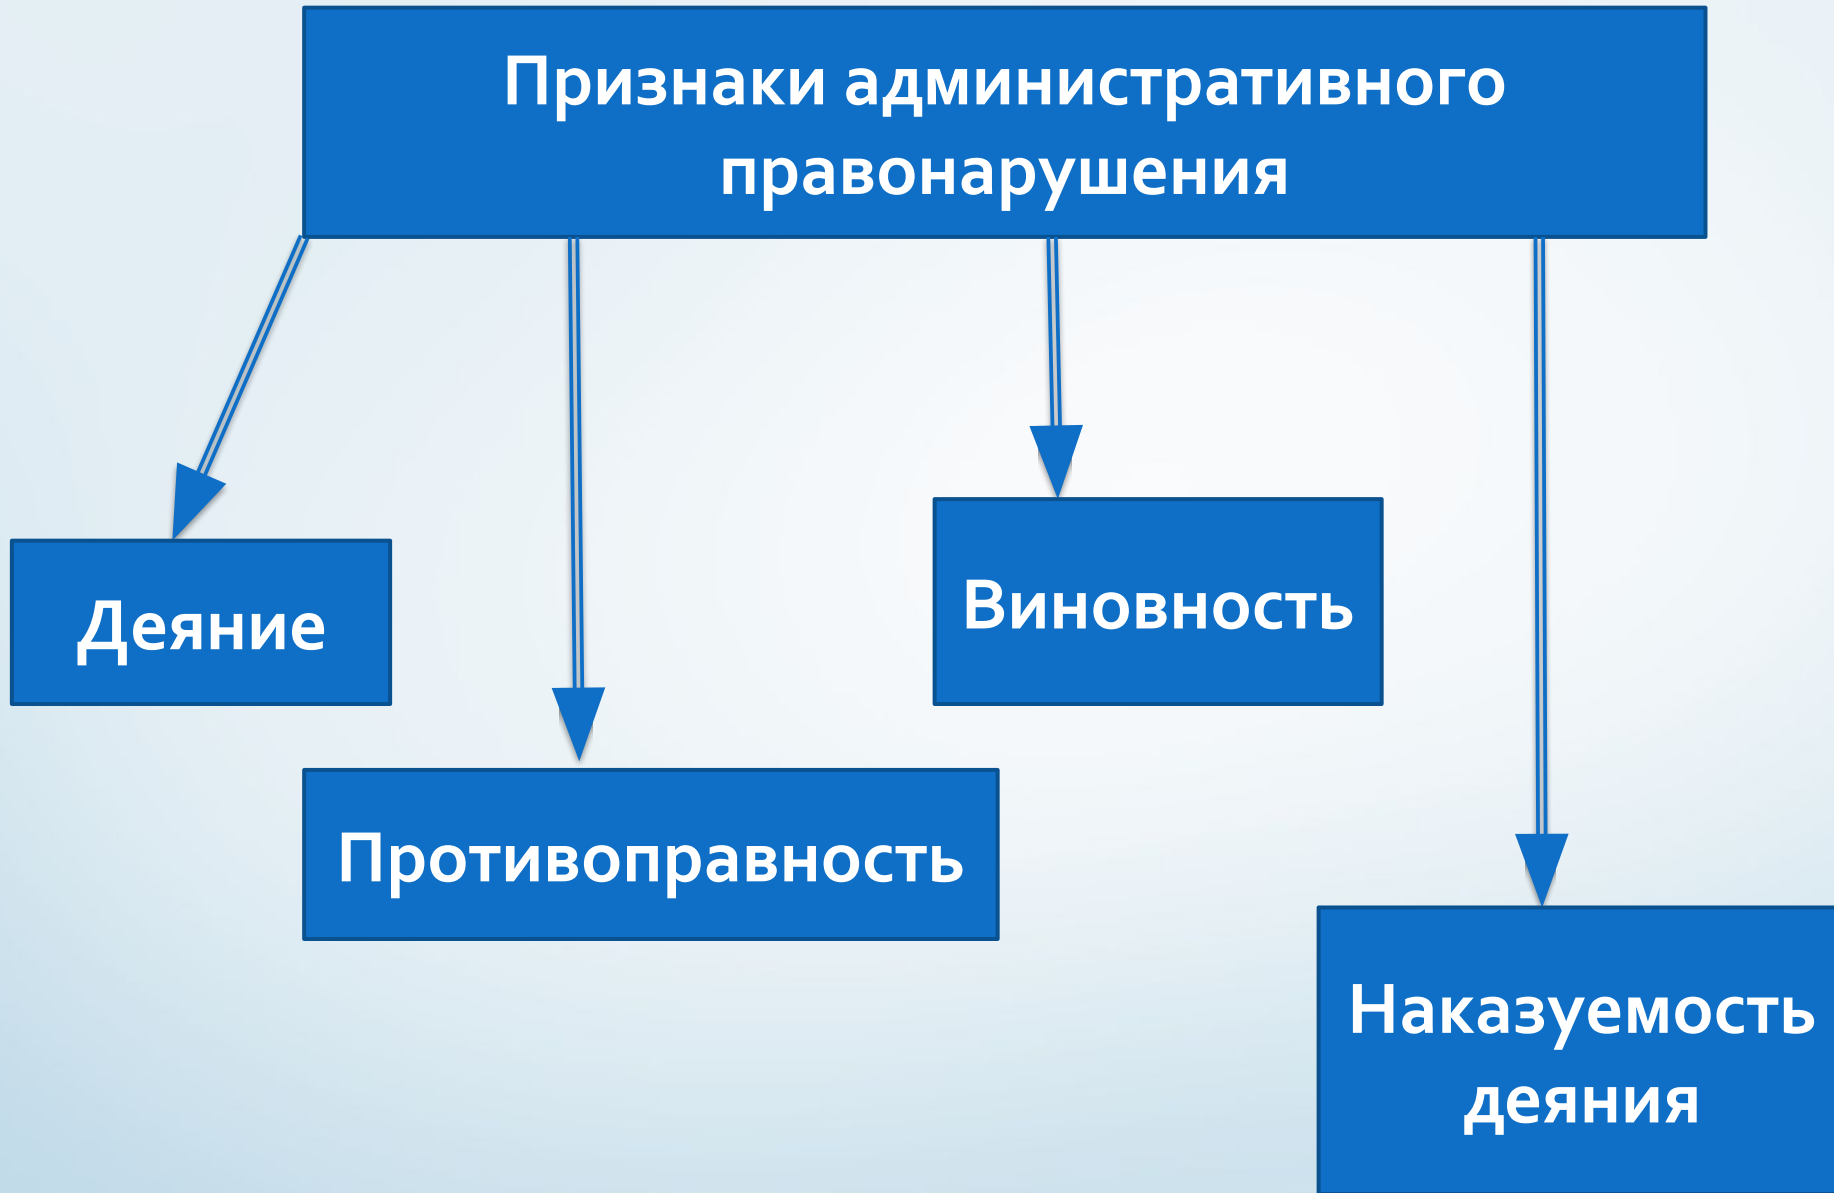 Признаки административного
правонарушения
Деяние
Виновность
Противоправность
Наказуемость
деяния